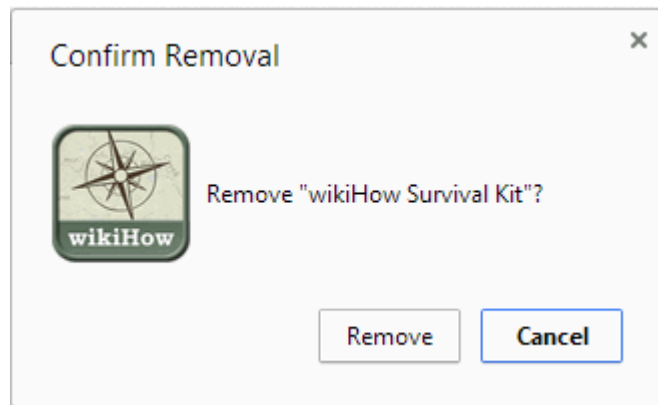 Confirm Removal
wikiHow
Remove "wikiHow Survival Kit"?
Remove
Cancel